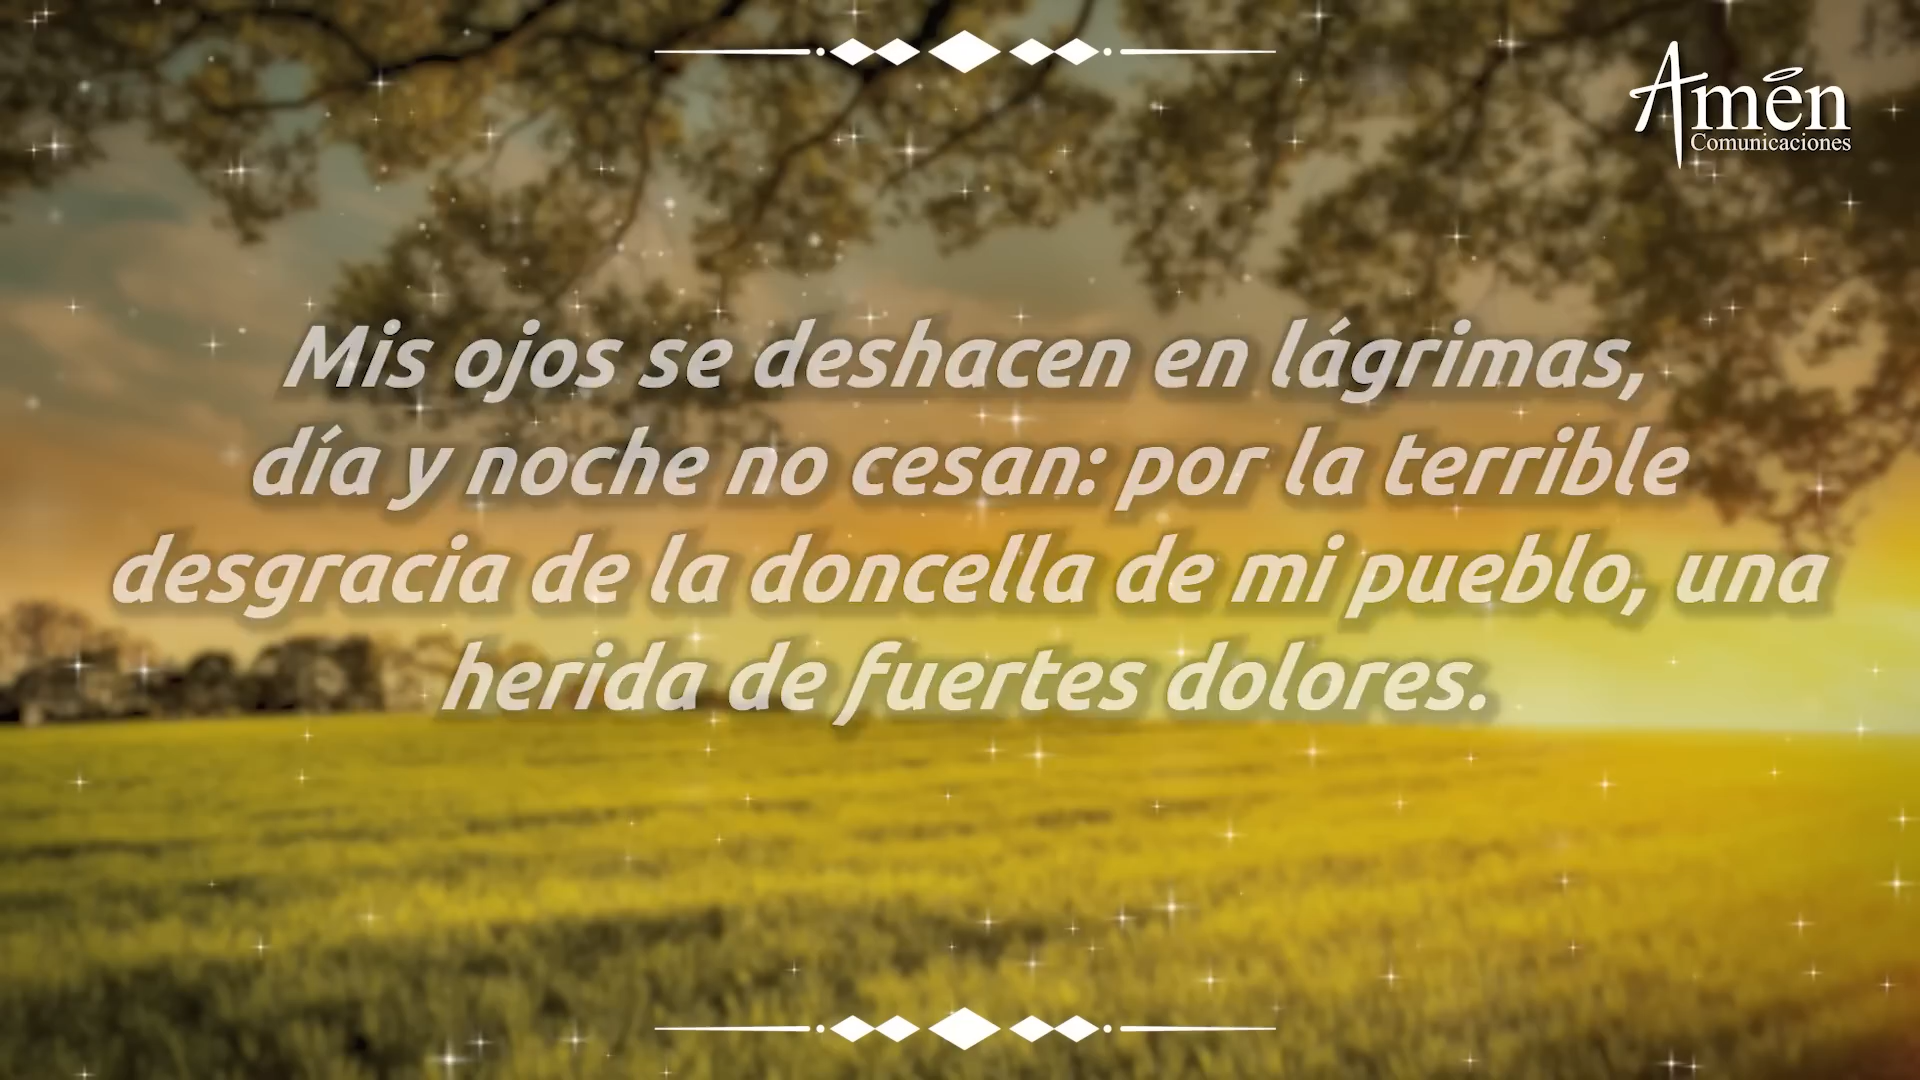 Amén
Comunicaciones
Mis ojos se deshacen en lágrimas,
día y noche no cesan: por la terrible
desgracia de la doncella de mi pueblo, una
herida de fuertes dolores.